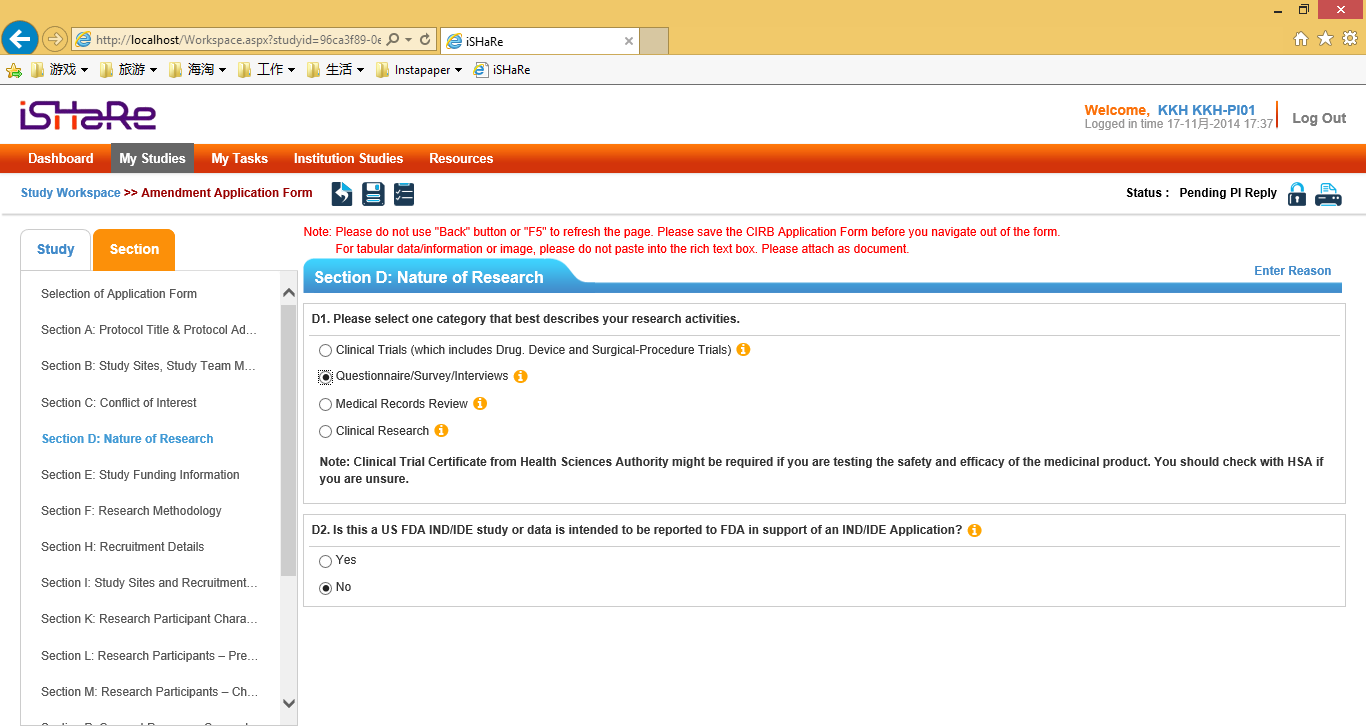 http://localhost/Workspace.aspx?studyid=96ca3f89-0e
iSHaRe
游戏
旅游
海淘
工作
生活
Instapaper
iSHaRe
iSHaRe
Welcome, KKH KKH-PI01
Logged in time 17-11月-2014 17:37
Log Out
Dashboard
My Studies
My Tasks
Institution Studies
Resources
Study Workspace >> Amendment Application Form
Status : Pending PI Reply
Study
Section
Selection of Application Form
Section A: Protocol Title & Protocol Ad...
Section B: Study Sites, Study Team M...
Section C: Conflict of Interest
Section D: Nature of Research
Section E: Study Funding Information
Section F: Research Methodology
Section H: Recruitment Details
Section I: Study Sites and Recruitment...
Section K: Research Participant Chara...
Section L: Research Participants – Pre...
Section M: Research Participants – Ch...
Note: Please do not use "Back" button or "F5" to refresh the page. Please save the CIRB Application Form before you navigate out of the form.
For tabular data/information or image, please do not paste into the rich text box. Please attach as document.
Section D: Nature of Research
Enter Reason
D1. Please select one category that best describes your research activities.
Clinical Trials (which includes Drug. Device and Surgical-Procedure Trials)
Questionnaire/Survey/Interviews
Medical Records Review
Clinical Research
Note: Clinical Trial Certificate from Health Sciences Authority might be required if you are testing the safety and efficacy of the medicinal product. You should check with HSA if
you are unsure.
D2. Is this a US FDA IND/IDE study or data is intended to be reported to FDA in support of an IND/IDE Application?
Yes
No